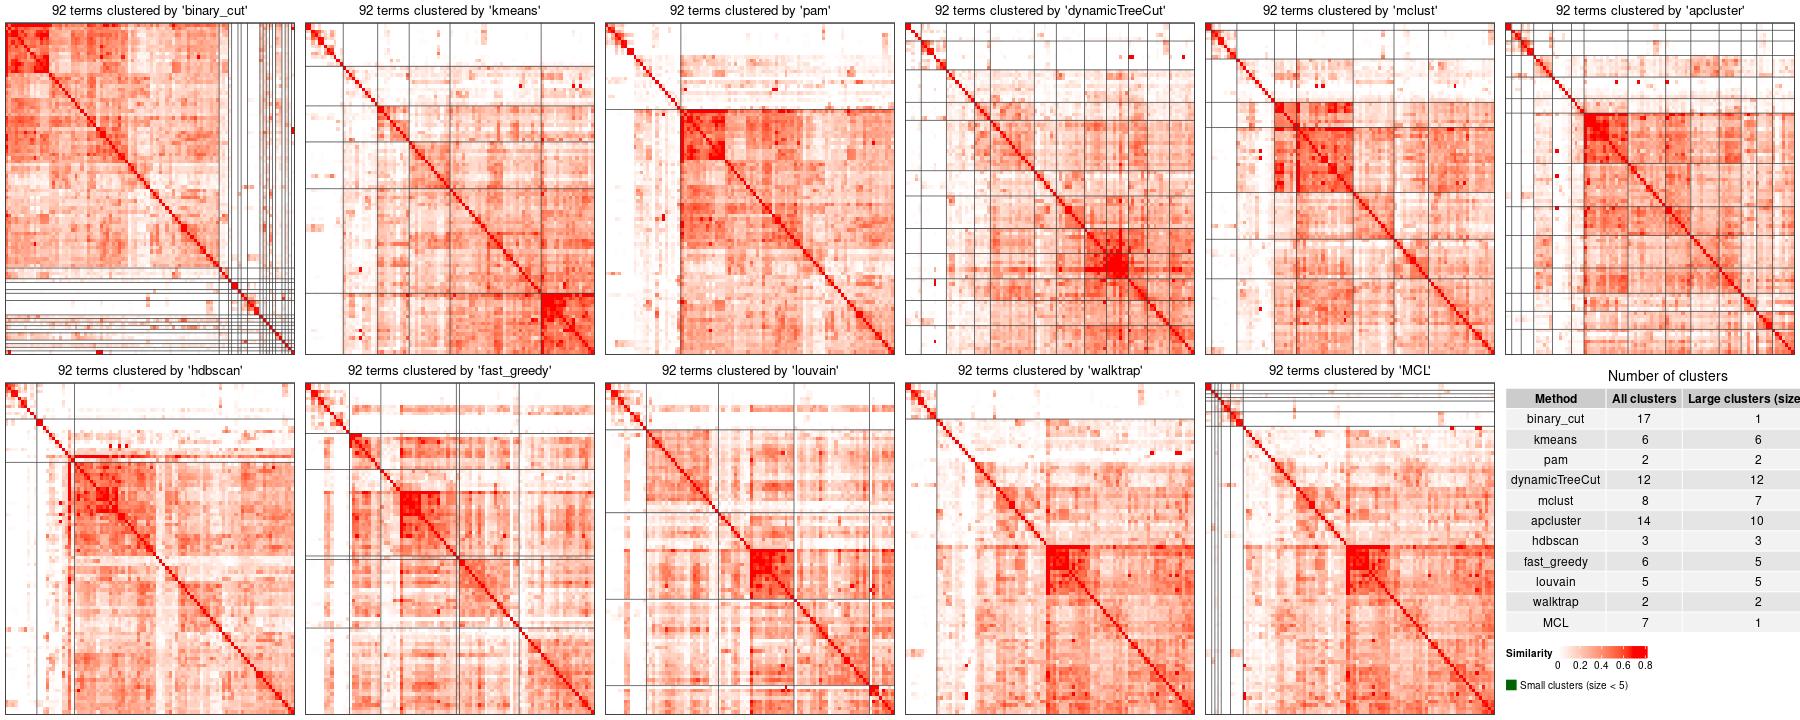 92 terms clustered by 'binary_cut'
92 terms clustered by 'kmeans'
92 terms clustered by 'pam'
92 terms clustered by 'dynamicTreeCut'
92 terms clustered by 'mclust'
92 terms clustered by 'apcluster'
92 terms clustered by 'hdbscan'
92 terms clustered by 'fast_greedy'
92 terms clustered by 'louvain'
92 terms clustered by 'walktrap'
92 terms clustered by 'MCL'
Number of clusters
Method All clusters Large clusters (size
binary_cut 17 1
kmeans 6 6
pam 2 2
dynamicTreeCut 12 12
mclust 8 7
apcluster 14 10
hdbscan 3 3
fast_greedy 6 5
louvain 5 5
walktrap 2 2
MCL 7 1
Similarity
0 0.2 0.4 0.6 0.8
Small clusters (size < 5)